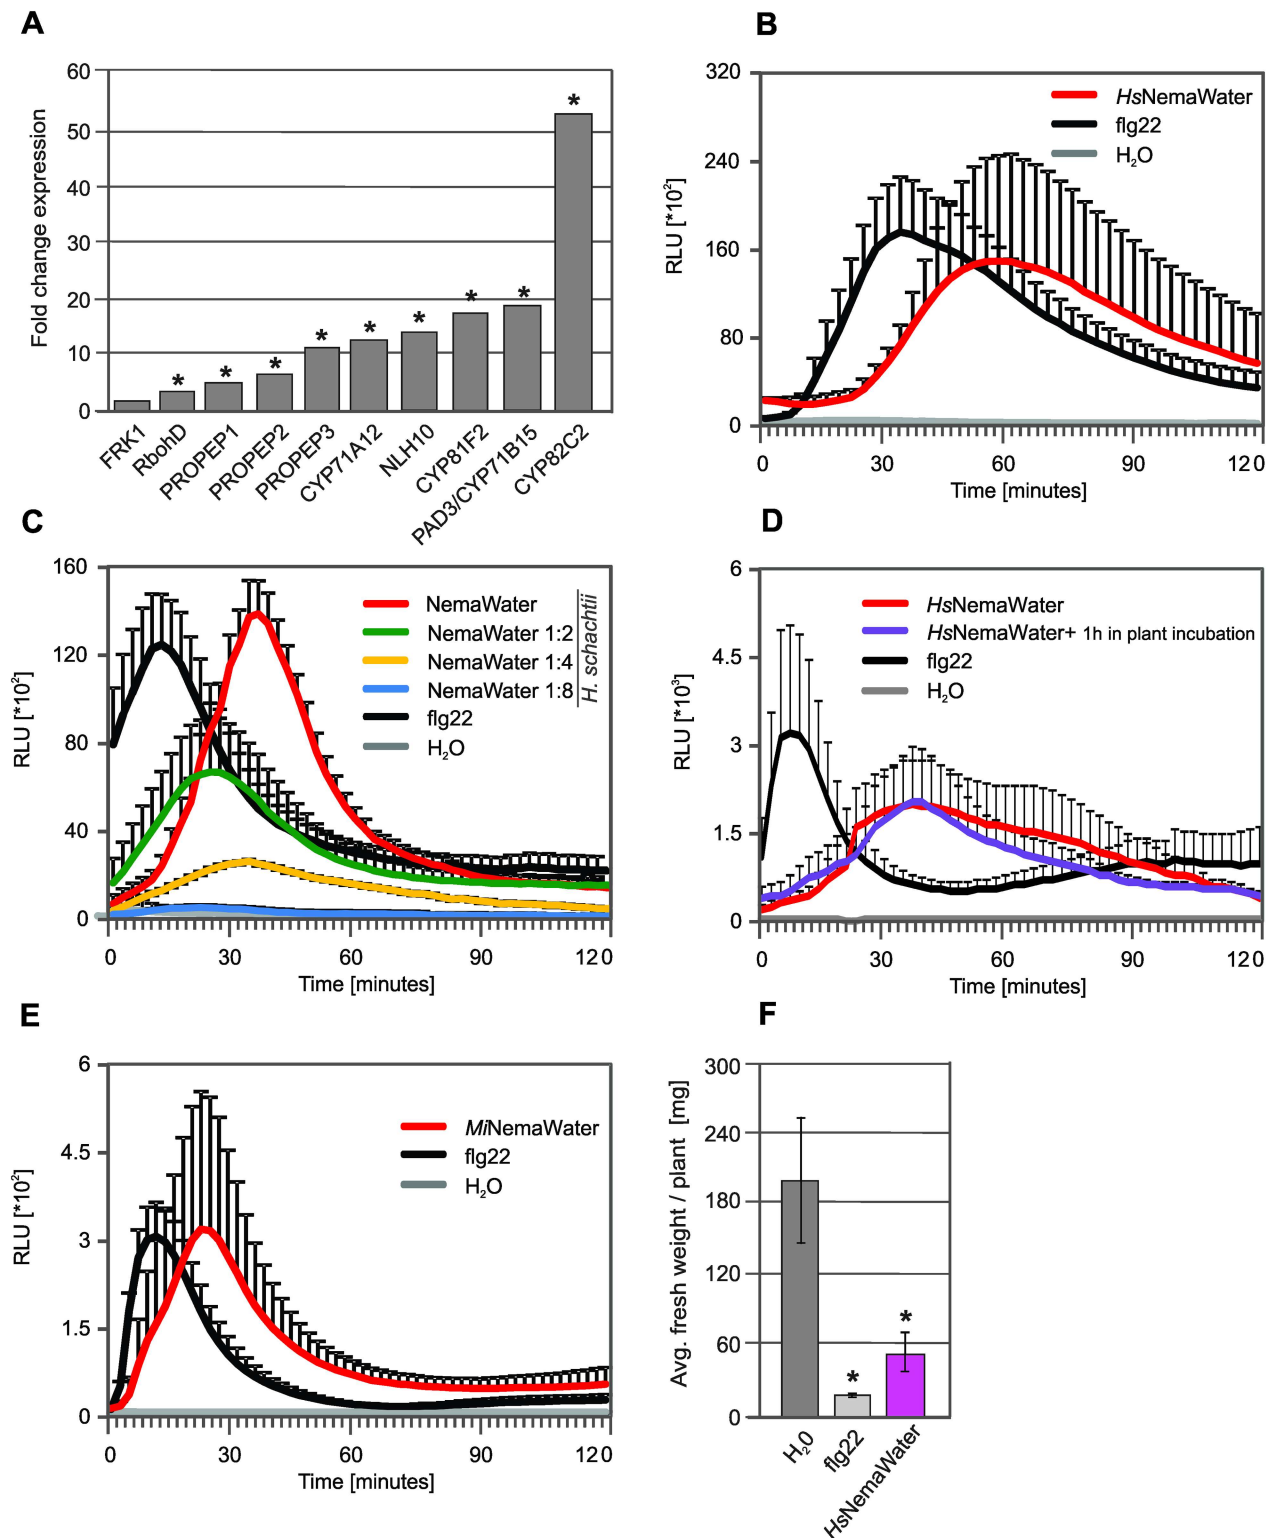 A
Fold change expression
60
50
40
30
20
10
0
* * * * * * * * *
FRK1
RbohD
PROPEP1
PROPEP2
PROPEP3
CYP71A12
NLH10
CYP81F2
PAD3/CYP71B15
CYP82C2
B
RLU [*10²]
320
240
160
80
0
HsNemaWater
flg22
H₂O
0 30 60 90 120
Time [minutes]
C
RLU [*10²]
160
120
80
40
0
NemaWater
NemaWater 1:2
NemaWater 1:4
NemaWater 1:8
H. schachtii
flg22
H₂O
0 30 60 90 120
Time [minutes]
D
RLU [*10³]
6
4.5
3
1.5
0
HsNemaWater
HsNemaWater+ 1h in plant incubation
flg22
H₂O
0 30 60 90 120
Time [minutes]
E
RLU [*10²]
6
4.5
3
1.5
0
MiNemaWater
flg22
H₂O
0 30 60 90 120
Time [minutes]
F
Avg. fresh weight / plant [mg]
300
240
180
120
60
0
* *
H₂0
flg22
HsNemaWater